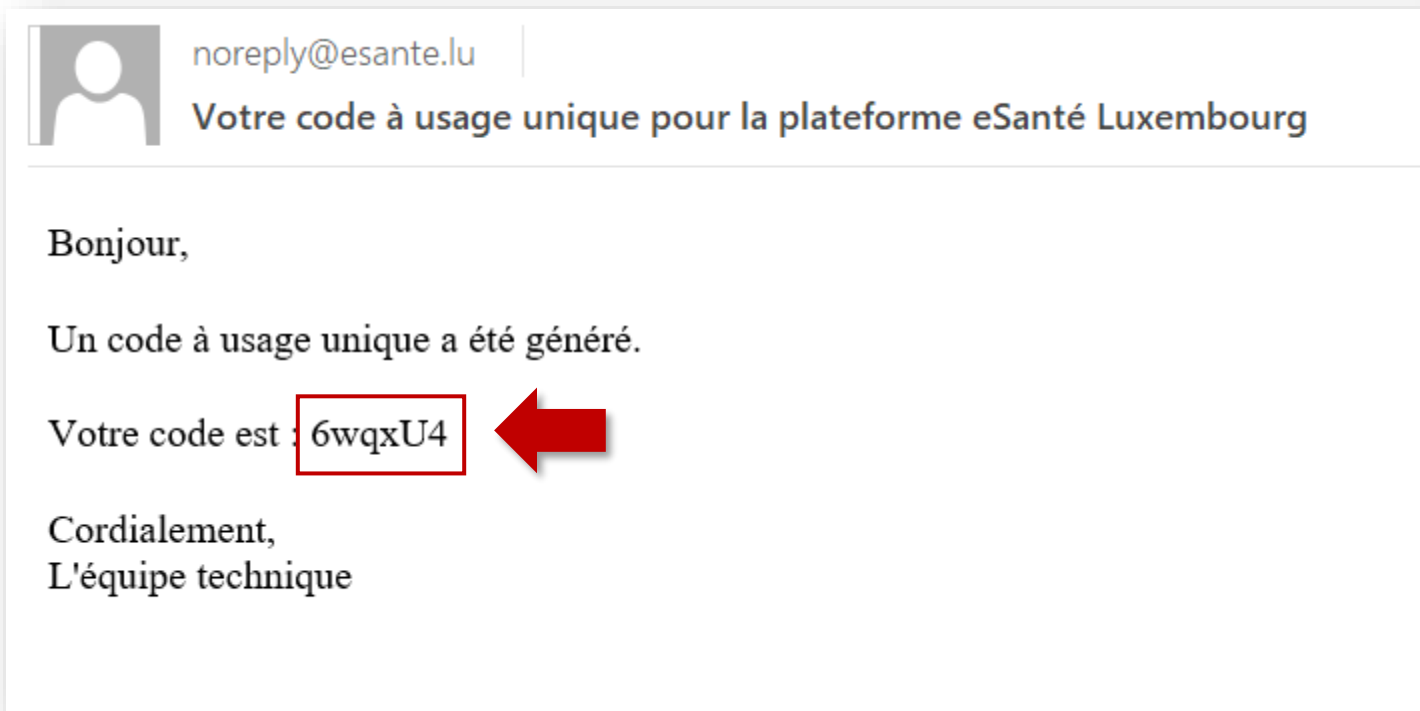 noreply@esante.lu
Votre code à usage unique pour la plateforme eSanté Luxembourg
Bonjour,
Un code à usage unique a été généré.
Votre code est : 6wqxU4
Cordialement,
L'équipe technique